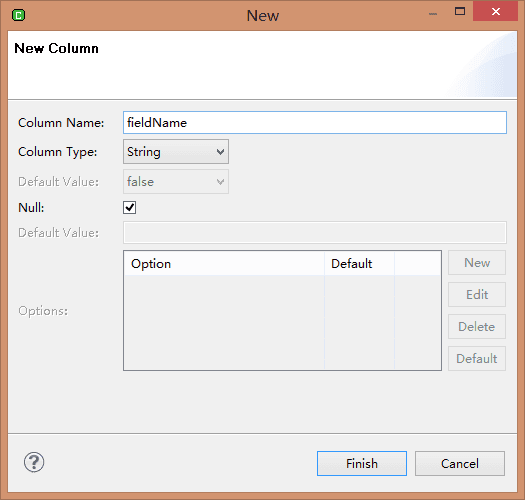 New
New Column
Column Name: fieldName
Column Type: String
Default Value: false
Null:
Default Value:
Option Default
New
Edit
Options:
Delete
Default
Finish Cancel